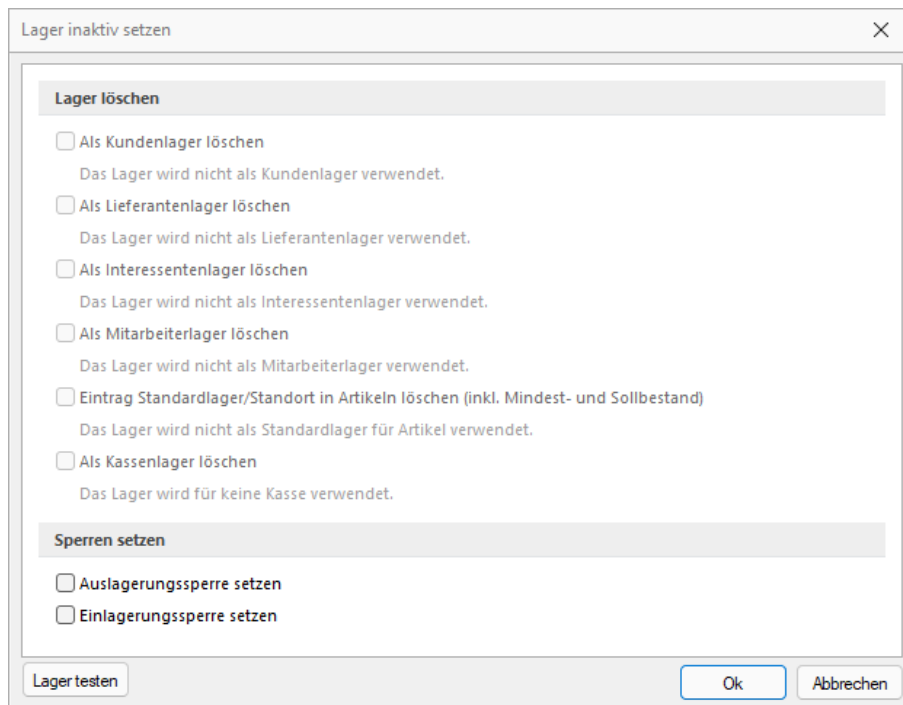 Lager inaktiv setzen
Lager löschen
Als Kundenlager löschen
Das Lager wird nicht als Kundenlager verwendet.
Als Lieferantenlager löschen
Das Lager wird nicht als Lieferantenlager verwendet.
Als Interessentenlager löschen
Das Lager wird nicht als Interessentenlager verwendet.
Als Mitarbeiterlager löschen
Das Lager wird nicht als Mitarbeiterlager verwendet.
Eintrag Standardlager/Standort in Artikeln löschen (inkl. Mindest- und Sollbestand)
Das Lager wird nicht als Standardlager für Artikel verwendet.
Als Kassenlager löschen
Das Lager wird für keine Kasse verwendet.
Sperren setzen
Auslagerungssperre setzen
Einlagerungssperre setzen
Lager testen
Ok
Abbrechen